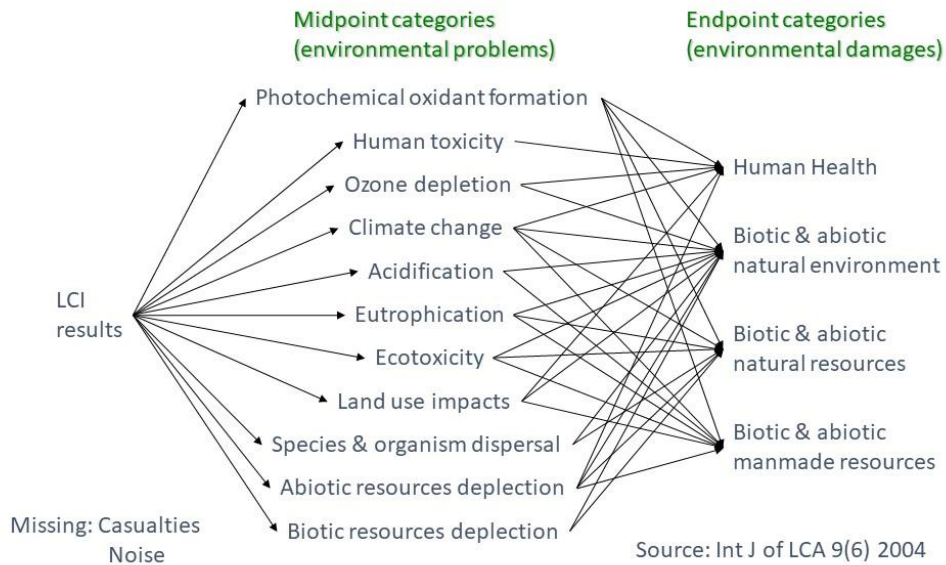 Midpoint categories
(environmental problems)
Endpoint categories
(environmental damages)
Photochemical oxidant formation
Human toxicity
Ozone depletion
Climate change
Acidification
Eutrophication
Ecotoxicity
Land use impacts
Species & organism dispersal
Abiotic resources deplection
Biotic resources deplection
LCI
results
Human Health
Biotic & abiotic
natural environment
Biotic & abiotic
natural resources
Biotic & abiotic
manmade resources
Missing: Casualties
Noise
Source: Int J of LCA 9(6) 2004